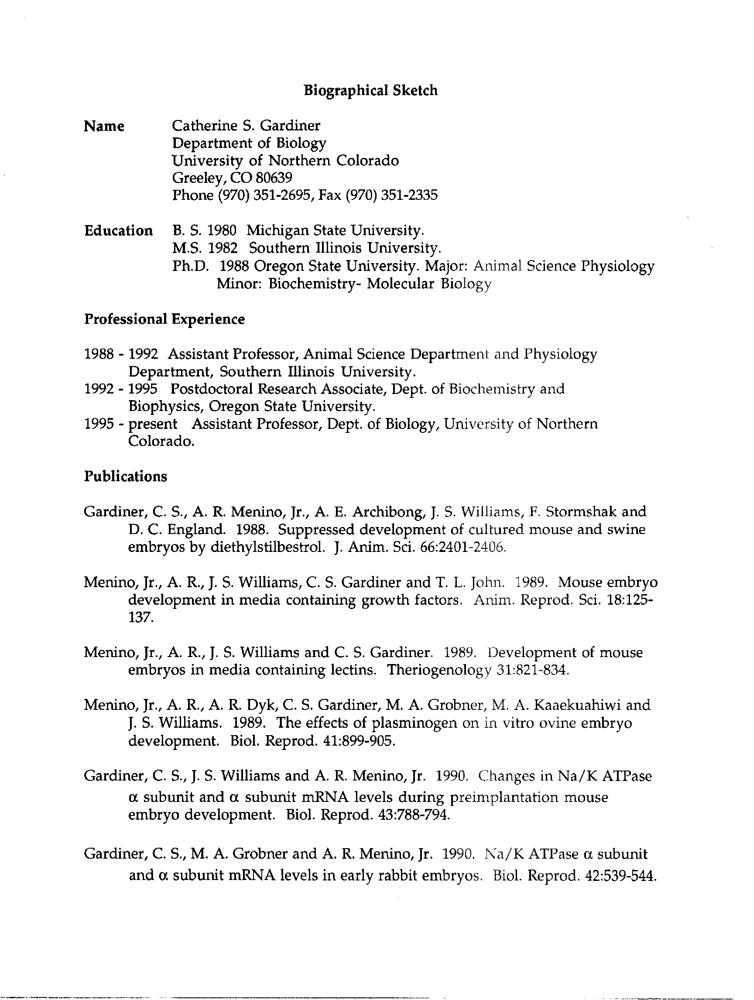 Biographical Sketch
Name Catherine S. Gardiner
Department of Biology
University of Northern Colorado
Greeley, CO 80639
Phone (970) 351-2695, Fax (970) 351-2335
Education B. S. 1980 Michigan State University.
M.S. 1982 Southern Illinois University.
Ph.D. 1988 Oregon State University. Major: Animal Science Physiology
Minor: Biochemistry- Molecular Biology
Professional Experience
1988 - 1992 Assistant Professor, Animal Science Department and Physiology
Department, Southern Illinois University.
1992 - 1995 Postdoctoral Research Associate, Dept. of Biochemistry and
Biophysics, Oregon State University.
1995 - present Assistant Professor, Dept. of Biology, University of Northern
Colorado.
Publications
Gardiner, C. S., A. R. Menino, Jr., A. E. Archibong, J. S. Williams, F. Stormshak and
D. C. England. 1988. Suppressed development of cultured mouse and swine
embryos by diethylstilbestrol. J. Anim. Sci. 66:2401-2406.
Menino, Jr., A. R., J. S. Williams, C. S. Gardiner and T. L. John. 1989. Mouse embryo
development in media containing growth factors. Anim. Reprod. Sci. 18:125-
137.
Menino, Jr., A. R., J. S. Williams and C. S. Gardiner. 1989. Development of mouse
embryos in media containing lectins. Theriogenology 31:821-834.
Menino, Jr., A. R., A. R. Dyk, C. S. Gardiner, M. A. Grobner, M. A. Kaaekuahiwi and
J. S. Williams. 1989. The effects of plasminogen on in vitro ovine embryo
development. Biol. Reprod. 41:899-905.
Gardiner, C. S., J. S. Williams and A. R. Menino, Jr. 1990. Changes in Na/K ATPase
α subunit and α subunit mRNA levels during preimplantation mouse
embryo development. Biol. Reprod. 43:788-794.
Gardiner, C. S., M. A. Grobner and A. R. Menino, Jr. 1990. Na/K ATPase α subunit
and α subunit mRNA levels in early rabbit embryos. Biol. Reprod. 42:539-544.